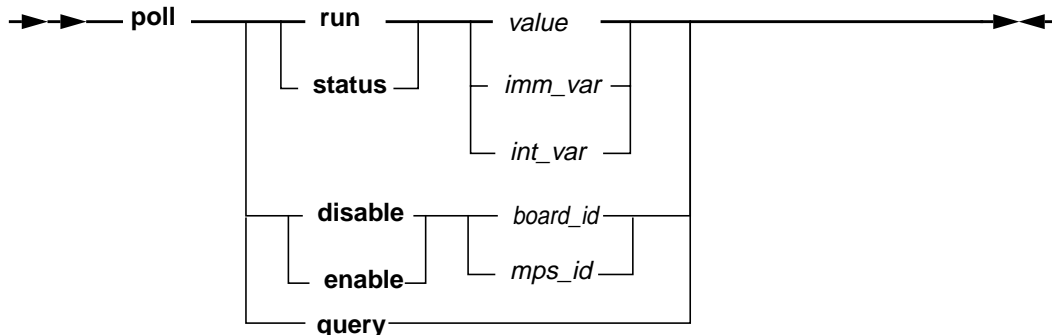 poll run value
status imm_var
int_var
disable board_id
enable mps_id
query